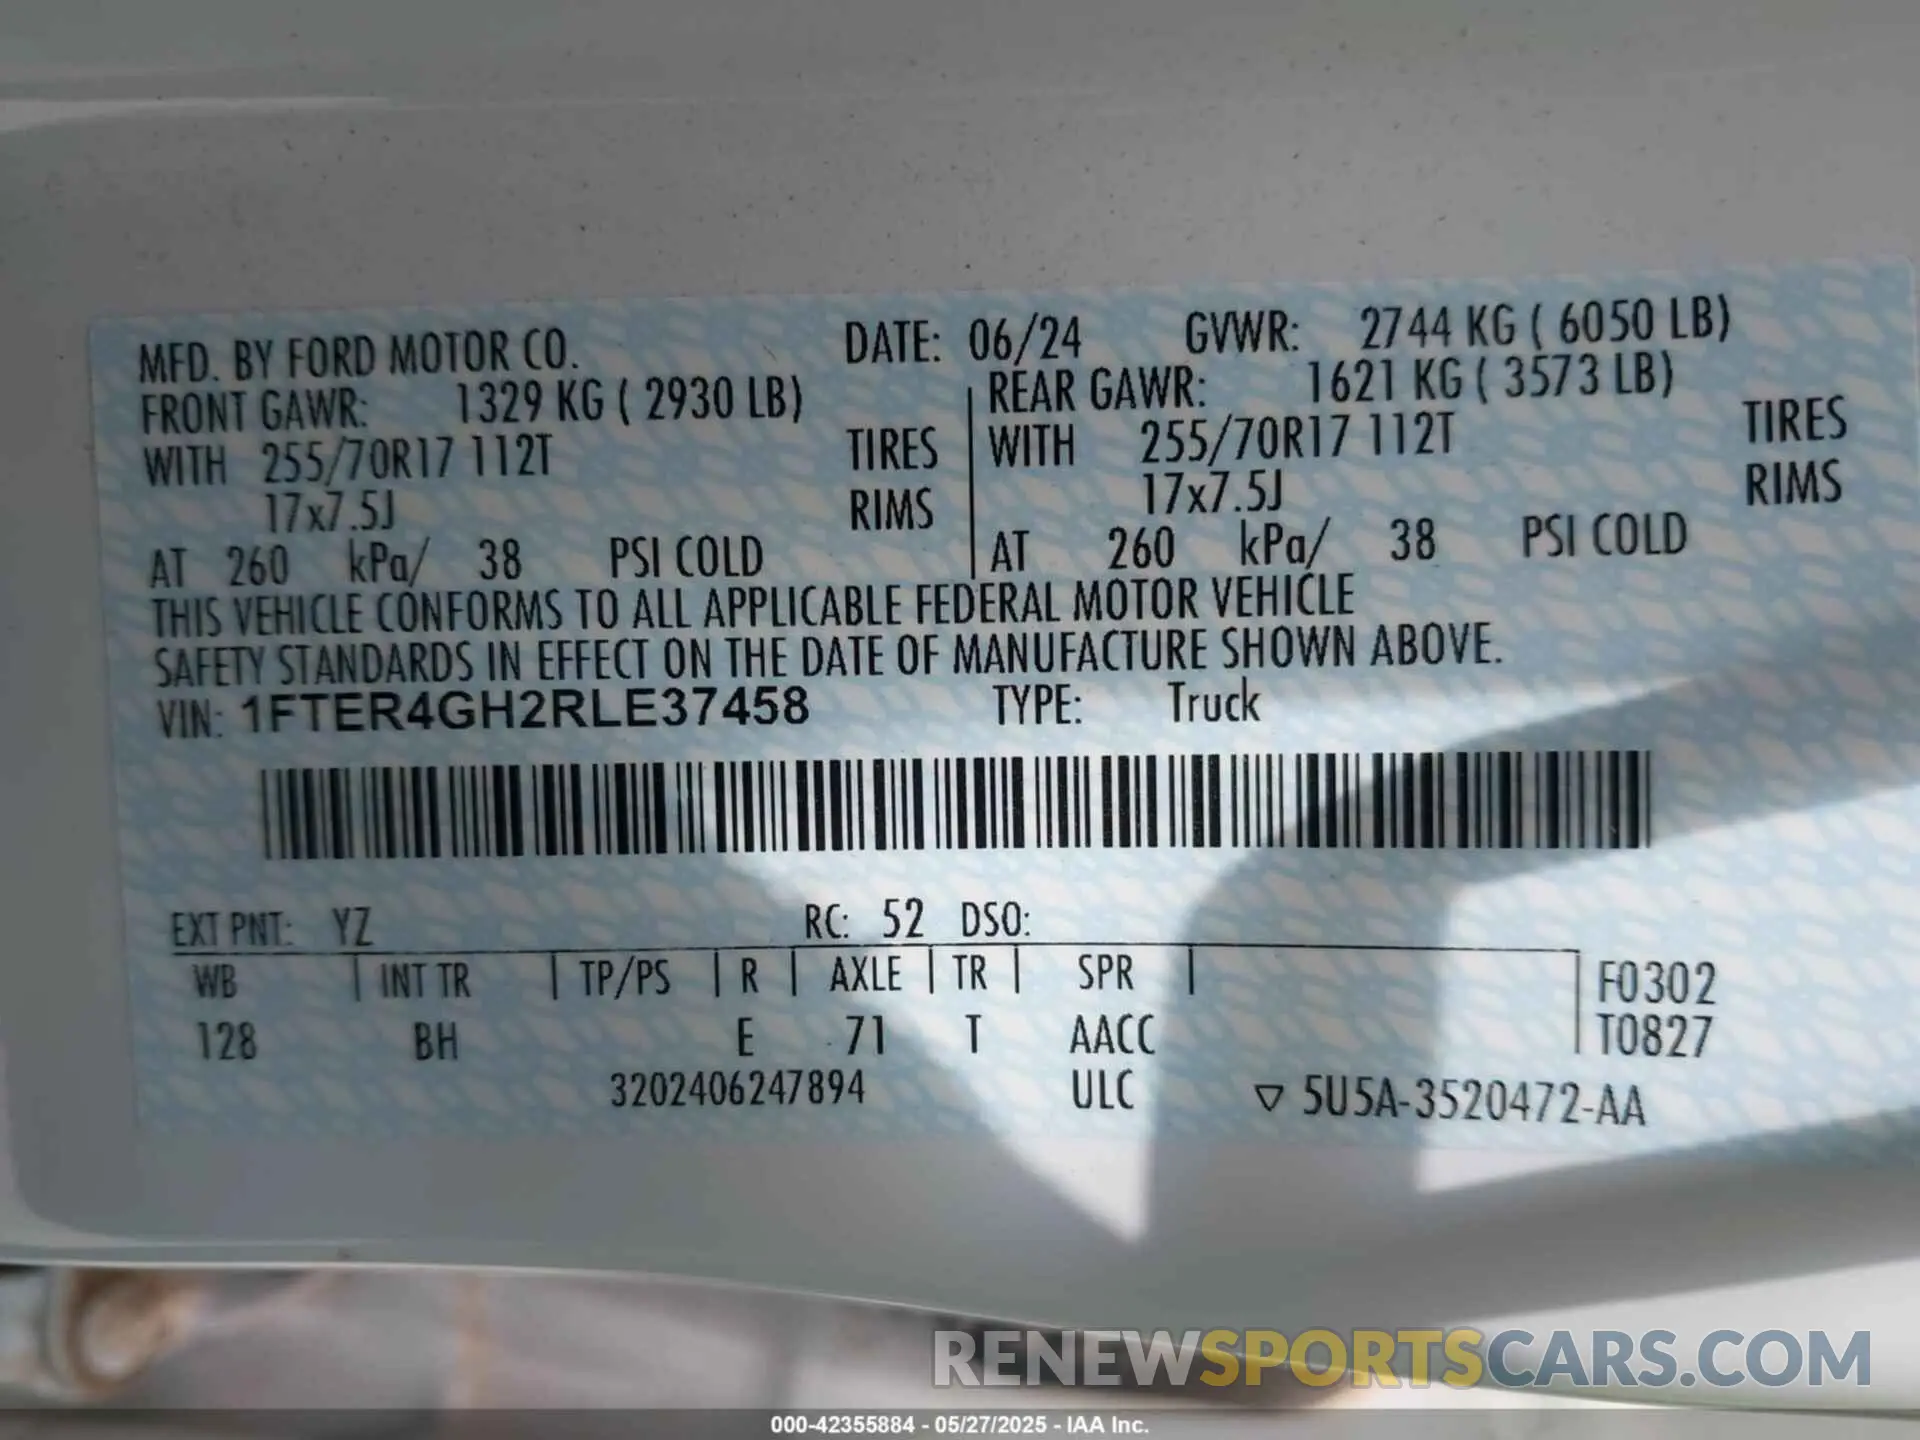 MFD. BY FORD MOTOR CO. DATE: 06/24 GVWR: 2744 KG ( 6050 LB)
FRONT GAWR: 1329 KG ( 2930 LB) REAR GAWR: 1621 KG ( 3573 LB)
WITH 255/70R17 112T TIRES WITH 255/70R17 112T TIRES
17x7.5J RIMS 17x7.5J RIMS
AT 260 kPa/ 38 PSI COLD AT 260 kPa/ 38 PSI COLD
THIS VEHICLE CONFORMS TO ALL APPLICABLE FEDERAL MOTOR VEHICLE
SAFETY STANDARDS IN EFFECT ON THE DATE OF MANUFACTURE SHOWN ABOVE.
VIN: 1FTER4GH2RLE37458 TYPE: Truck
EXT PNT: YZ RC: 52 DSO:
WB | INT TR | TP/PS | R | AXLE | TR | SPR | F0302
128 BH E 71 T AACC T0827
3202406247894 ULC ▽ 5U5A-3520472-AA
RENEWSPORTSCARS.COM
000-42355884 - 05/27/2025 - IAA Inc.